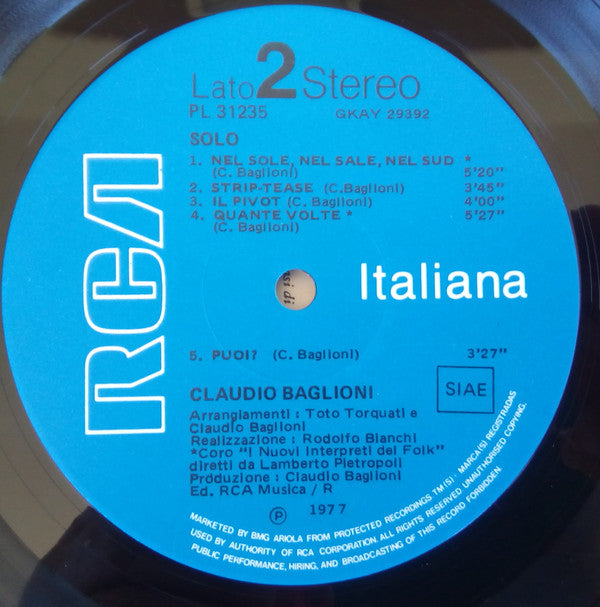 Lato 2 Stereo
PL 31235 GKAY 29392
SOLO
1. NEL SOLE, NEL SALE, NEL SUD *
(C. Baglioni) 5'20"
2. STRIP-TEASE (C.Baglioni) 3'45"
3. IL PIVOT (C. Baglioni) 4'00"
4. QUANTE VOLTE * 5'27"
(C. Baglioni)
RCA
Italiana
si di
5. PUOI? (C. Baglioni) 3'27"
CLAUDIO BAGLIONI
SIAE
Arrangiamenti : Toto Torquati e
Claudio Baglioni
Realizzazione : Rodolfo Bianchi
*Coro "I Nuovi Interpreti del Folk"
diretti da Lamberto Pietropoli
Produzione : Claudio Baglioni
Ed. RCA Musica / R
Ⓟ 1977
MARKETED BY BMG ARIOLA FROM PROTECTED RECORDINGS TM(S) : MARCA(S) REGISTRADAS
USED BY AUTHORITY OF RCA CORPORATION. ALL RIGHTS RESERVED UNAUTHORISED COPYING,
PUBLIC PERFORMANCE, HIRING, AND BROADCASTING OF THIS RECORD FORBIDDEN.